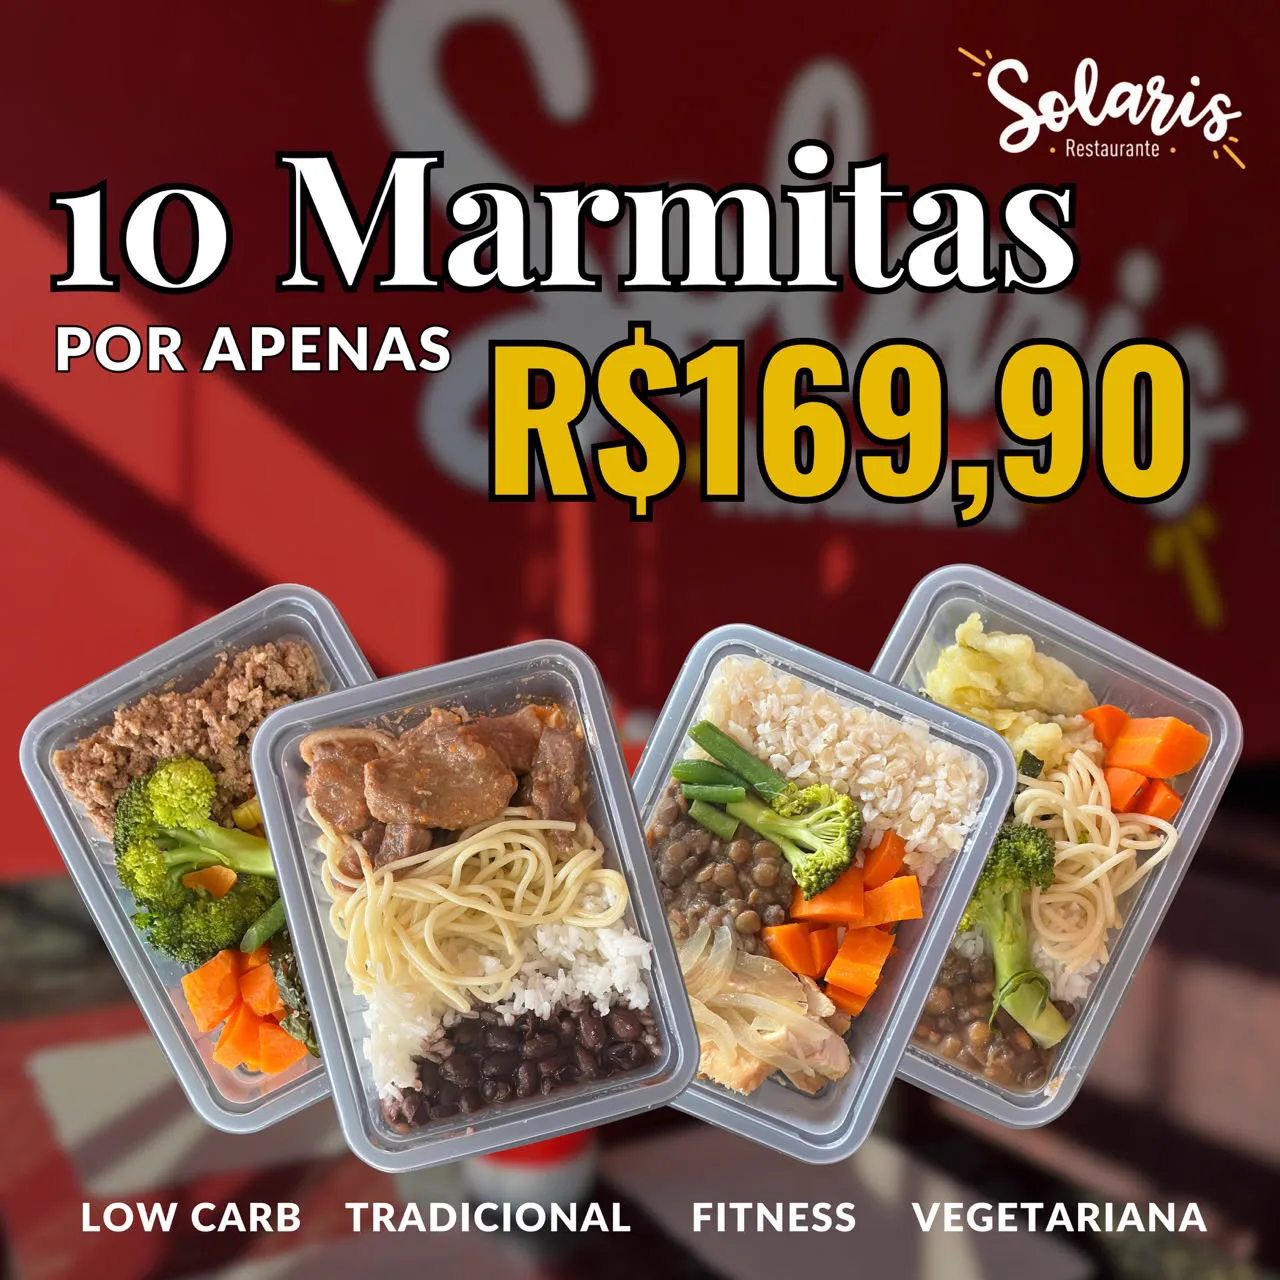 Solaris
• Restaurante •
10 Marmitas
POR APENAS
R$169,90
LOW CARB TRADICIONAL FITNESS VEGETARIANA